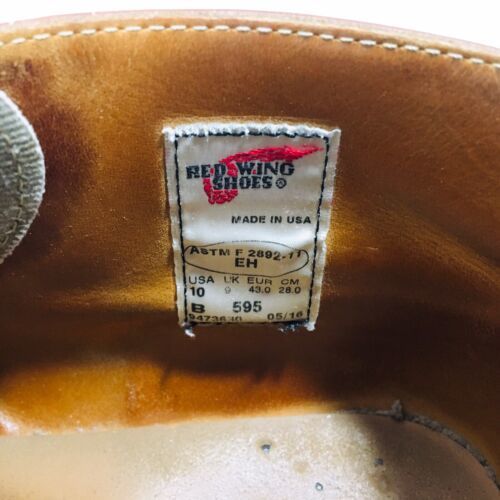 RED WING
SHOES®
MADE IN USA
ASTM F 2892-11
EH
USA UK EUR CM
10 9 43.0 28.0
B 595
05/16